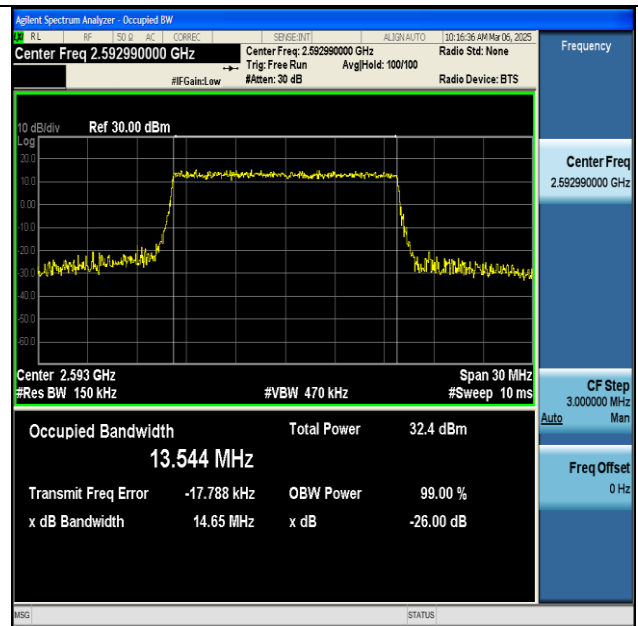 Agilent Spectrum Analyzer - Occupied BW
LXI RL RF 50 Ω AC CORREC SENSE:INT ALIGN AUTO 10:16:36 AM Mar 06, 2025
Center Freq 2.592990000 GHz
Center Freq: 2.592990000 GHz
Radio Std: None
Trig: Free Run Avg|Hold: 100/100
#IFGain:Low #Atten: 30 dB Radio Device: BTS
Frequency
10 dB/div Ref 30.00 dBm
Log
20.0
10.0
0.00
-10.0
-20.0
-30.0
-40.0
-50.0
-60.0
Center Freq
2.592990000 GHz
Center 2.593 GHz Span 30 MHz
#Res BW 150 kHz #VBW 470 kHz #Sweep 10 ms
CF Step
3.000000 MHz
Auto Man
Occupied Bandwidth Total Power 32.4 dBm
13.544 MHz
Transmit Freq Error -17.788 kHz OBW Power 99.00 %
x dB Bandwidth 14.65 MHz x dB -26.00 dB
Freq Offset
0 Hz
MSG STATUS